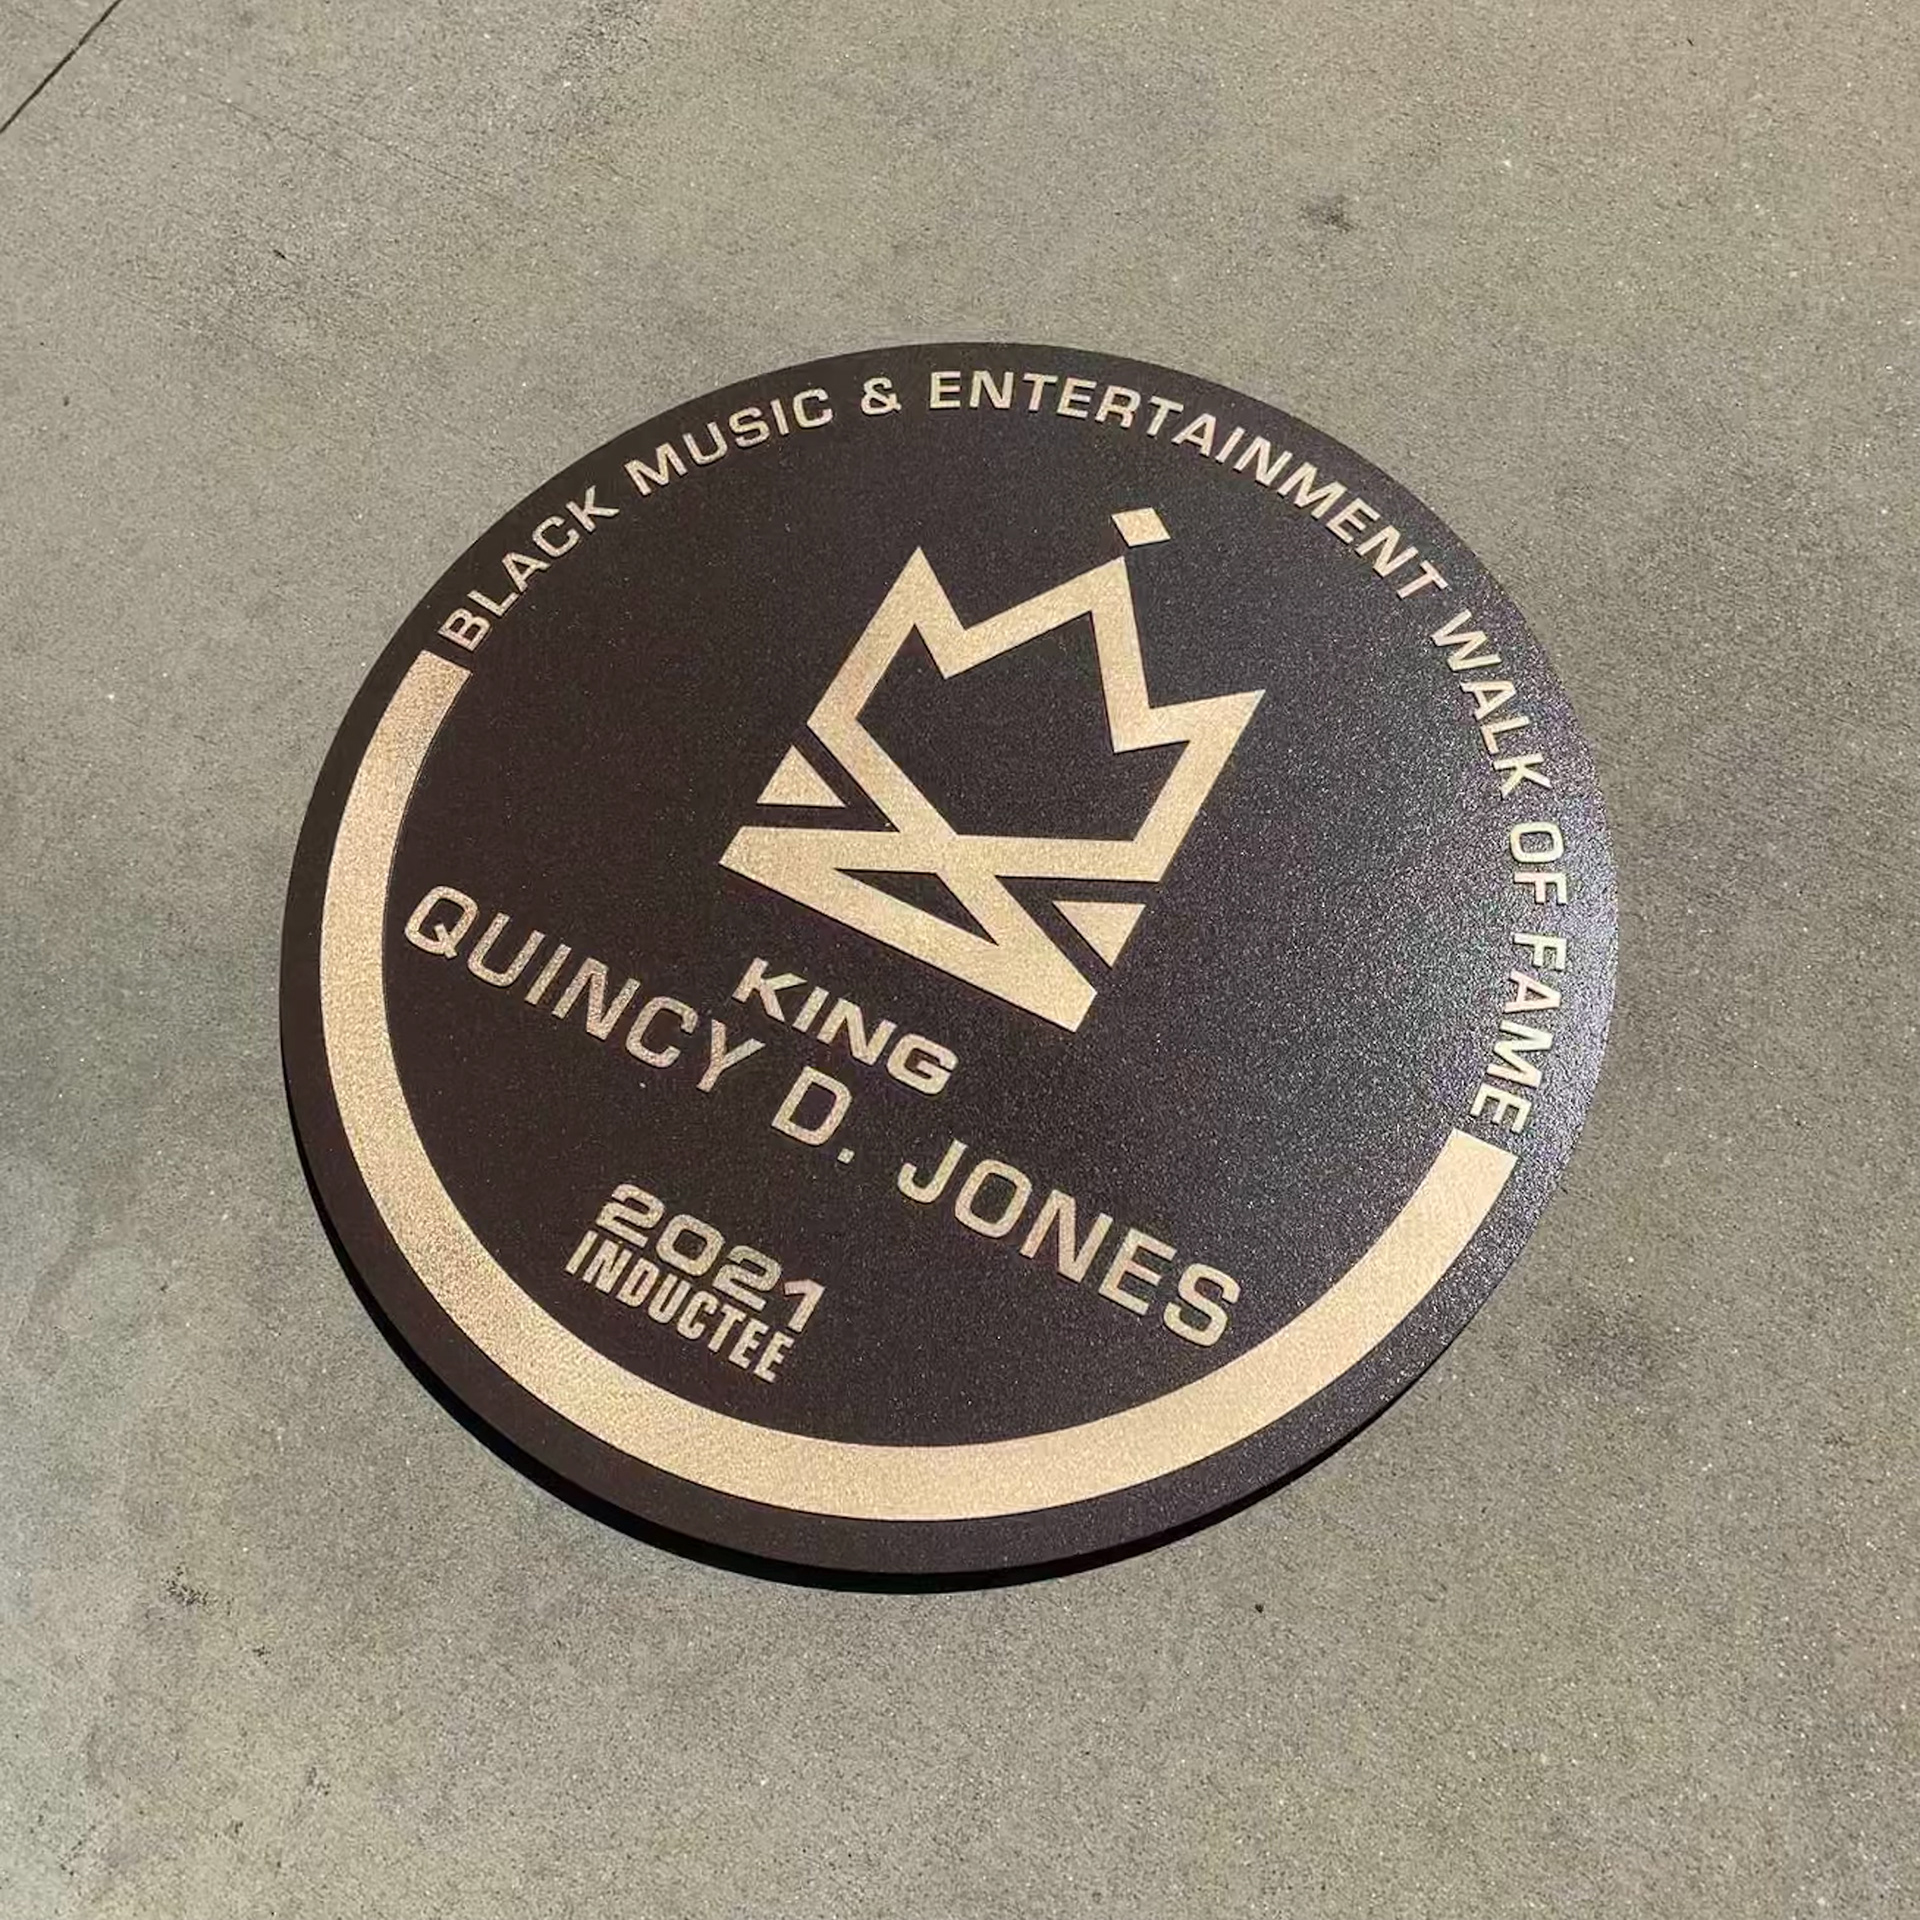 BLACK MUSIC & ENTERTAINMENT WALK OF FAME
KING
QUINCY D. JONES
2021
INDUCTEE